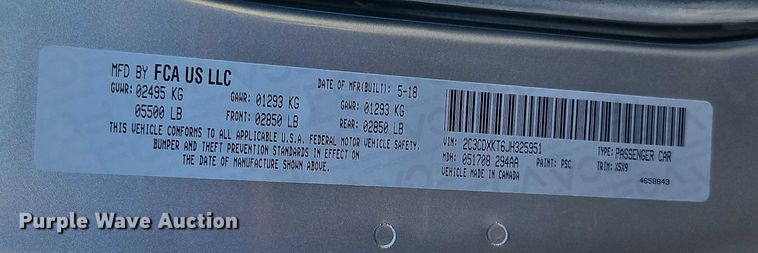 MFD BY FCA US LLC
DATE OF MFR(BUILT): 5-18
GVWR: 02495 KG GAWR: 01293 KG GAWR: 01293 KG
05500 LB FRONT: 02850 LB REAR: 02850 LB
THIS VEHICLE CONFORMS TO ALL APPLICABLE U.S.A. FEDERAL MOTOR VEHICLE SAFETY,
BUMPER AND THEFT PREVENTION STANDARDS IN EFFECT ON
THE DATE OF MANUFACTURE SHOWN ABOVE.
VIN: 2C3CDXKT6JH325951 TYPE: PASSENGER CAR
MDH: 051708 294AA PAINT: PSC TRIM: X5X9
VEHICLE MADE IN CANADA 4658843
Purple Wave Auction